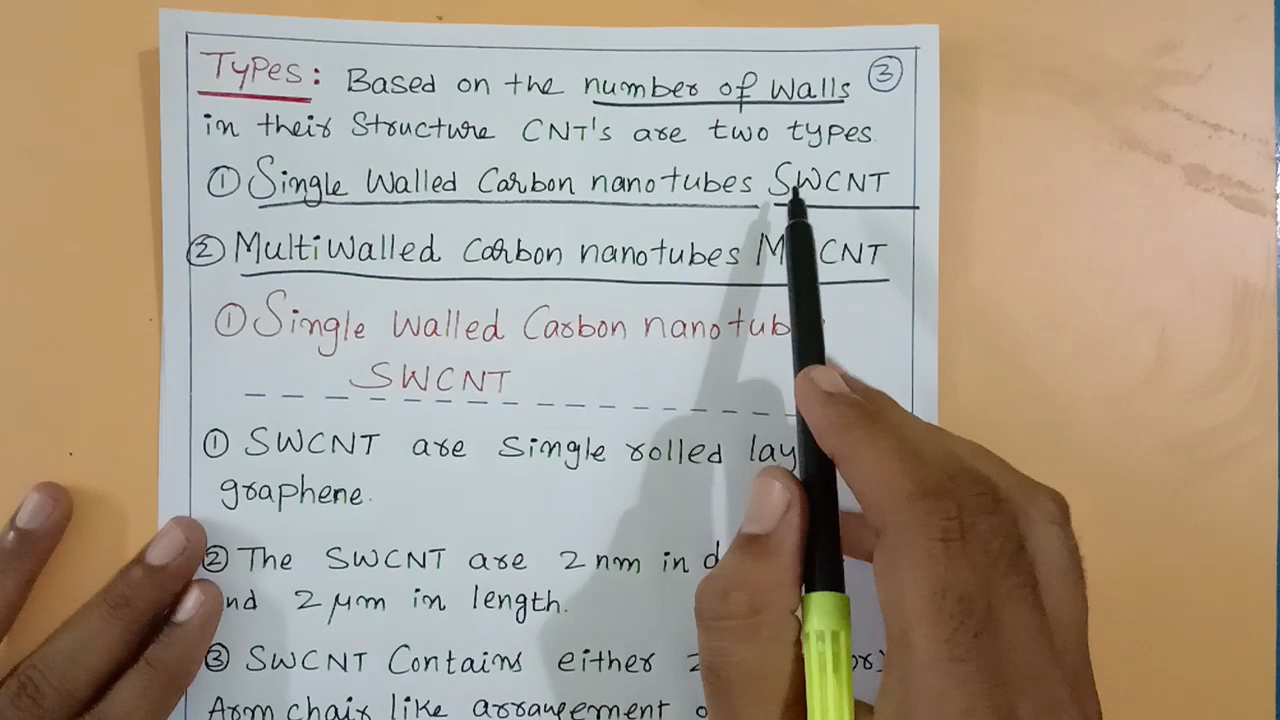 Types: Based on the number of walls ③
in their Structure CNT's are two types.
① Single Walled Carbon nanotubes SWCNT
② Multiwalled Carbon nanotubes M CNT
① Single Walled Carbon nanotub
SWCNT
① SWCNT are Single rolled lay
graphene.
② The SWCNT are 2 nm in d
nd 2 μm in length.
③ SWCNT Contains either
Arm chair like arrangement o